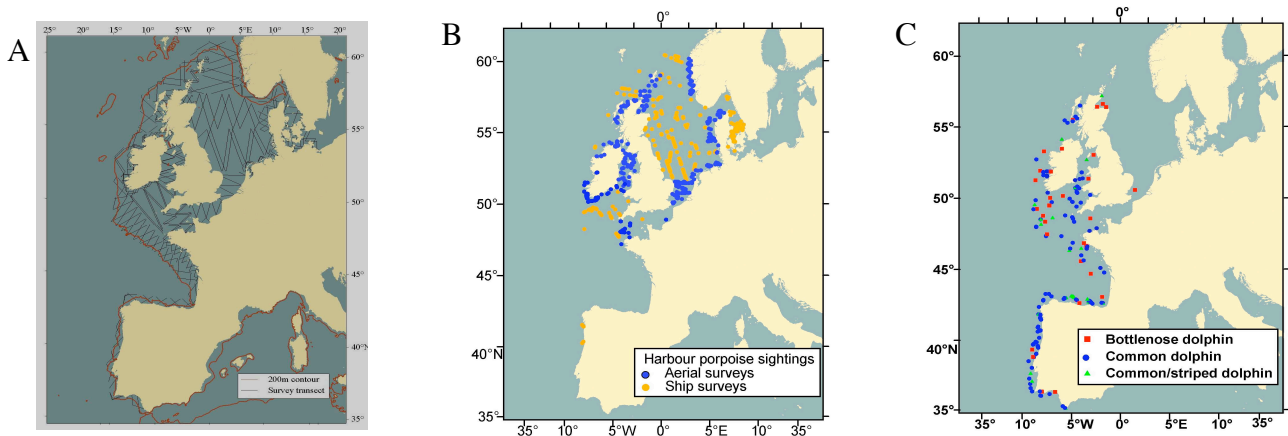 A
25° 20° 15° 10° 5°W 0° 5°E 10° 15° 20°
60°
55°
50°
45°
40°
35°
200m contour
Survey transect
B
0°
60°
55°
50°
45°
40°N
35°
Harbour porpoise sightings
Aerial surveys
Ship surveys
35° 10° 5°W 0° 5°E 10° 35°
C
0°
60°
55°
50°
45°
40°N
35°
Bottlenose dolphin
Common dolphin
Common/striped dolphin
35° 10° 5°W 0° 5°E 10° 35°